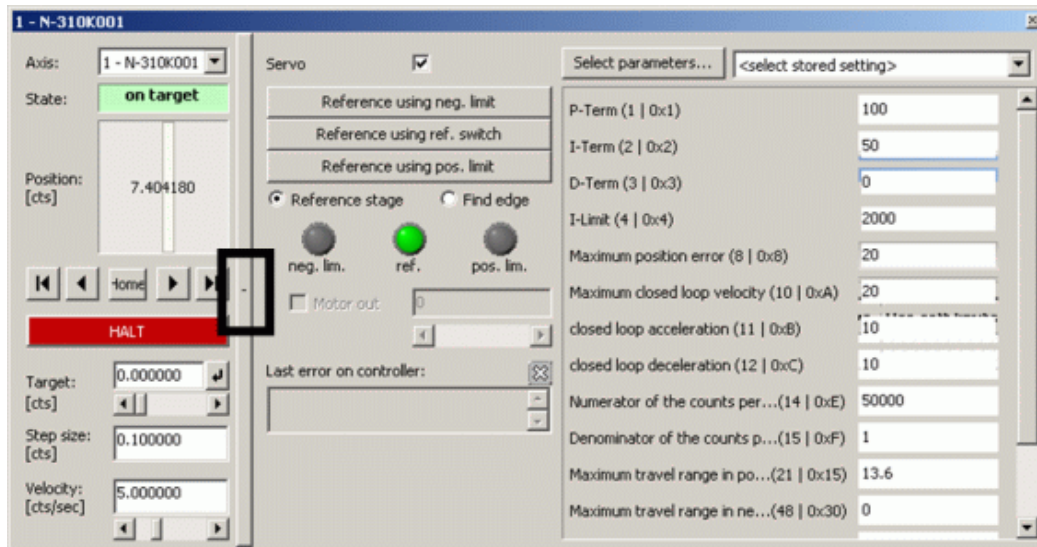 1 - N-310K001
Axis: 1 - N-310K001
State: on target
Position:
[cts]
7.404180
Home
HALT
Target:
[cts]
0.000000
Step size:
[cts]
0.100000
Velocity:
[cts/sec]
5.000000
-
Servo
Reference using neg. limit
Reference using ref. switch
Reference using pos. limit
Reference stage Find edge
neg. lim. ref. pos. lim.
Motor out 0
Last error on controller:
Select parameters... <select stored setting>
P-Term (1 | 0x1) 100
I-Term (2 | 0x2) 50
D-Term (3 | 0x3) 0
I-Limit (4 | 0x4) 2000
Maximum position error (8 | 0x8) 20
Maximum closed loop velocity (10 | 0xA) 20
closed loop acceleration (11 | 0xB) 10
closed loop deceleration (12 | 0xC) 10
Numerator of the counts per...(14 | 0xE) 50000
Denominator of the counts p...(15 | 0xF) 1
Maximum travel range in po...(21 | 0x15) 13.6
Maximum travel range in ne...(48 | 0x30) 0